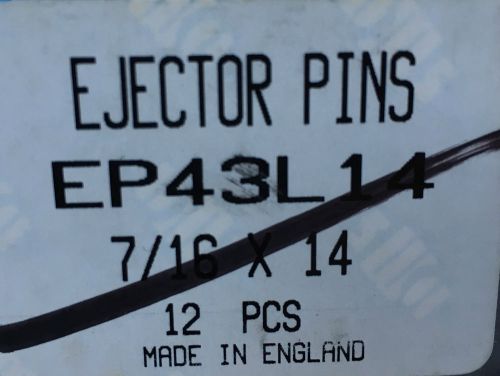 EJECTOR PINS
EP43L14
7/16 X 14
12 PCS
MADE IN ENGLAND